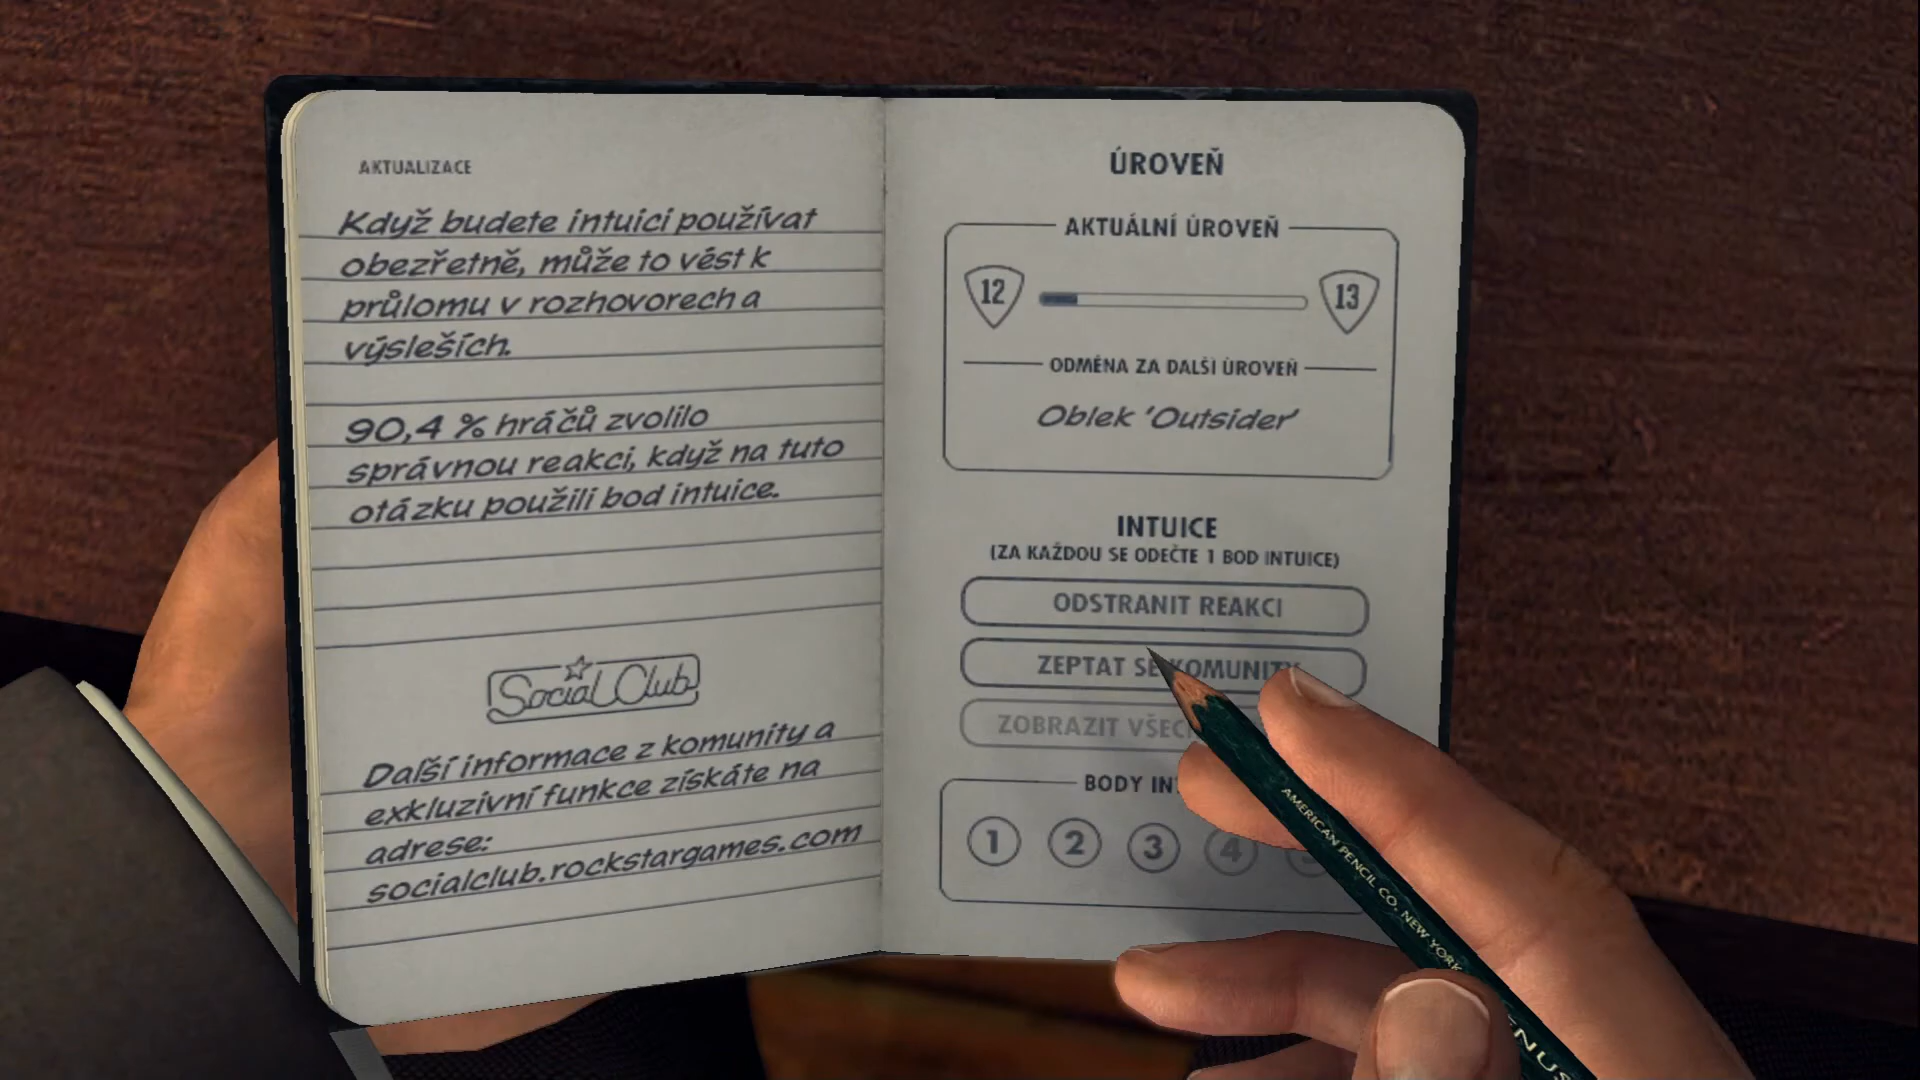 AKTUALIZACE
Když budete intuici používat
obezřetně, může to vést k
průlomu v rozhovorech a
výsleších.
90,4 % hráčů zvolilo
správnou reakci, když na tuto
otázku použili bod intuice.
Social Club
Další informace z komunity a
exkluzivní funkce získáte na
adrese:
socialclub.rockstargames.com
ÚROVEŇ
AKTUÁLNÍ ÚROVEŇ
12
13
ODMĚNA ZA DALŠÍ ÚROVEŇ
Oblek 'Outsider'
INTUICE
(ZA KAŽDOU SE ODEČTE 1 BOD INTUICE)
ODSTRANIT REAKCI
ZEPTAT SE KOMUNITY
ZOBRAZIT
BODY
1 2 3 4 5
AMERICAN PENCIL CO. NEW YORK